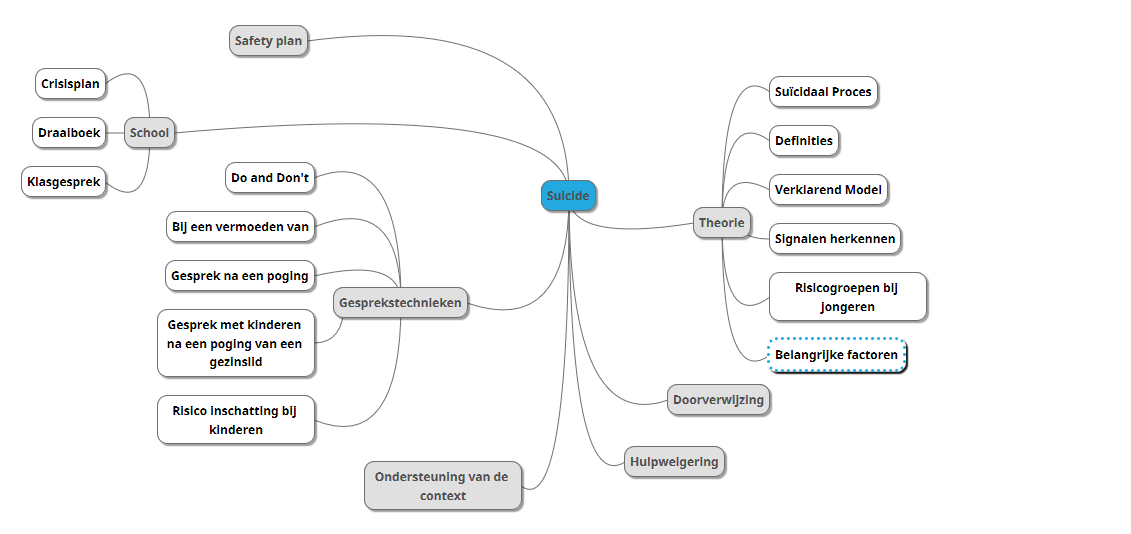 Safety plan
Crisisplan
Draaiboek
School
Klasgesprek
Do and Don't
Bij een vermoeden van
Gesprek na een poging
Gesprekstechnieken
Gesprek met kinderen
na een poging van een
gezinslid
Risico inschatting bij
kinderen
Ondersteuning van de
context
Suicide
Theorie
Suïcidaal Proces
Definities
Verklarend Model
Signalen herkennen
Risicogroepen bij
jongeren
Belangrijke factoren
Doorverwijzing
Hulpweigering